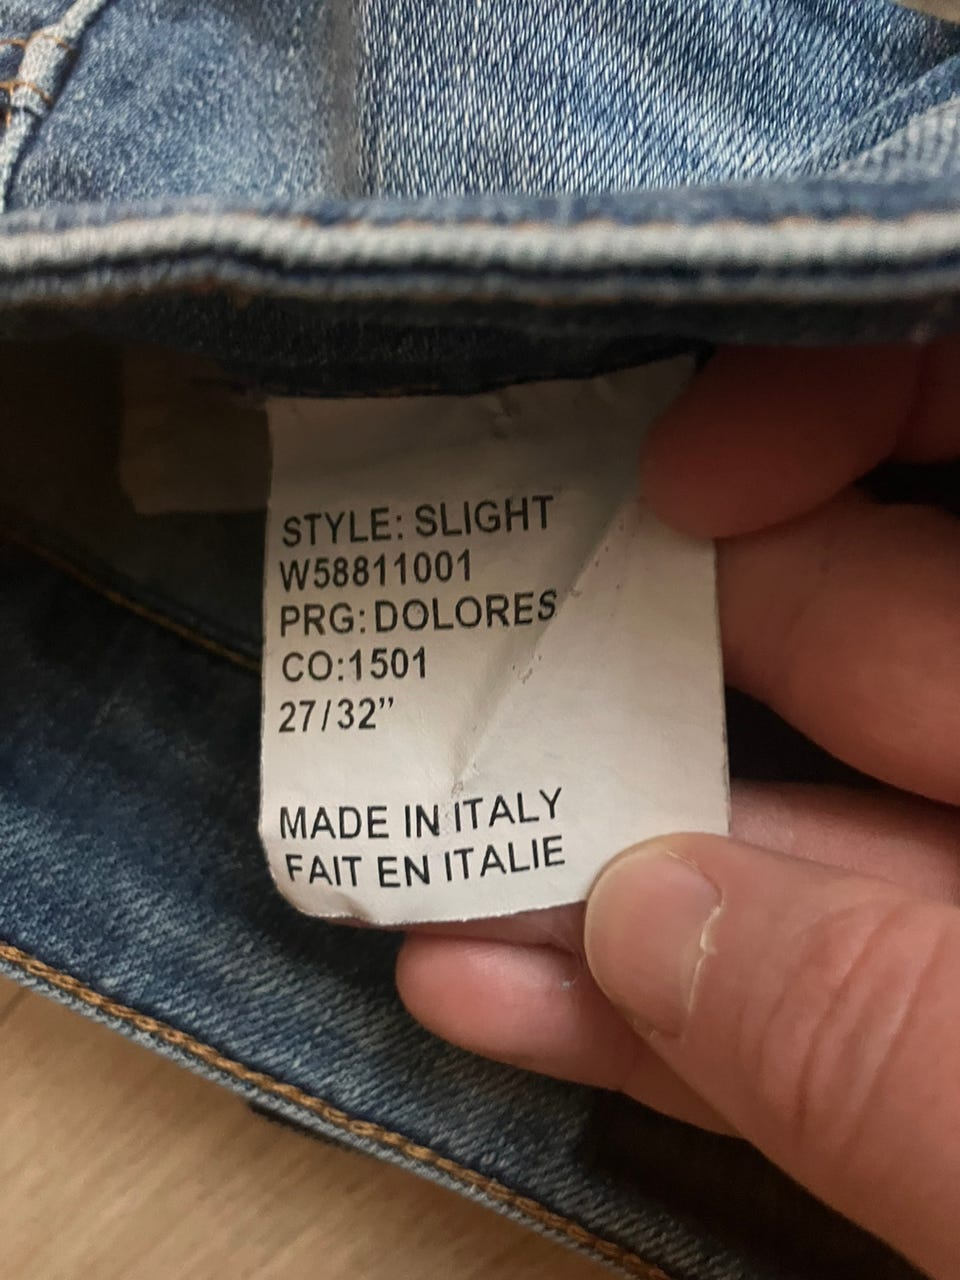 STYLE: SLIGHT
W58811001
PRG: DOLORES
CO:1501
27/32”
MADE IN ITALY
FAIT EN ITALIE